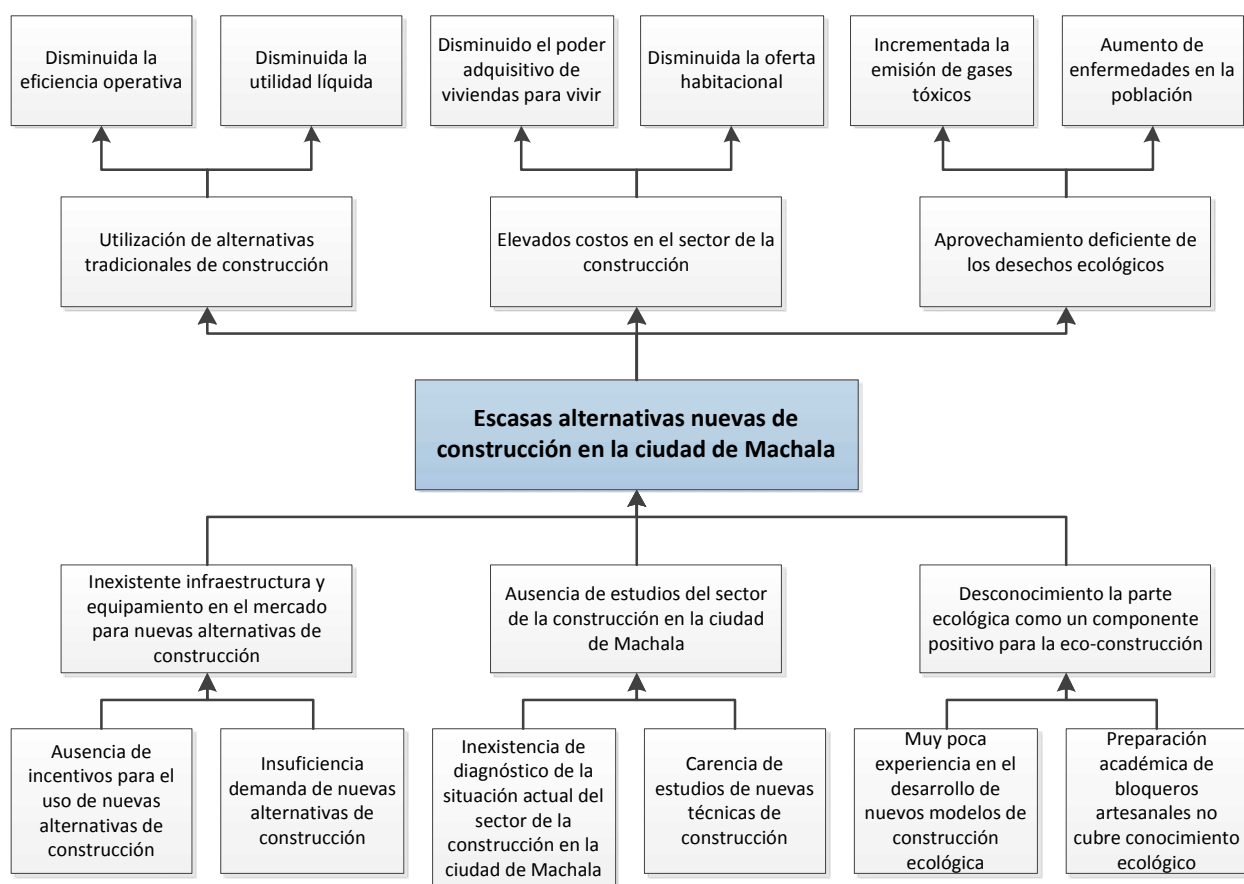 Disminuida la
eficiencia operativa
Disminuida la
utilidad líquida
Disminuido el poder
adquisitivo de
viviendas para vivir
Disminuida la oferta
habitacional
Incrementada la
emisión de gases
tóxicos
Aumento de
enfermedades en la
población
Utilización de alternativas
tradicionales de construcción
Elevados costos en el sector de la
construcción
Aprovechamiento deficiente de
los desechos ecológicos
Escasas alternativas nuevas de
construcción en la ciudad de Machala
Inexistente infraestructura y
equipamiento en el mercado
para nuevas alternativas de
construcción
Ausencia de estudios del sector
de la construcción en la ciudad
de Machala
Desconocimiento la parte
ecológica como un componente
positivo para la eco-construcción
Ausencia de
incentivos para el
uso de nuevas
alternativas de
construcción
Insuficiencia
demanda de nuevas
alternativas de
construcción
Inexistencia de
diagnóstico de la
situación actual del
sector de la
construcción en la
ciudad de Machala
Carencia de
estudios de nuevas
técnicas de
construcción
Muy poca
experiencia en el
desarrollo de
nuevos modelos de
construcción
ecológica
Preparación
académica de
bloqueros
artesanales no
cubre conocimiento
ecológico